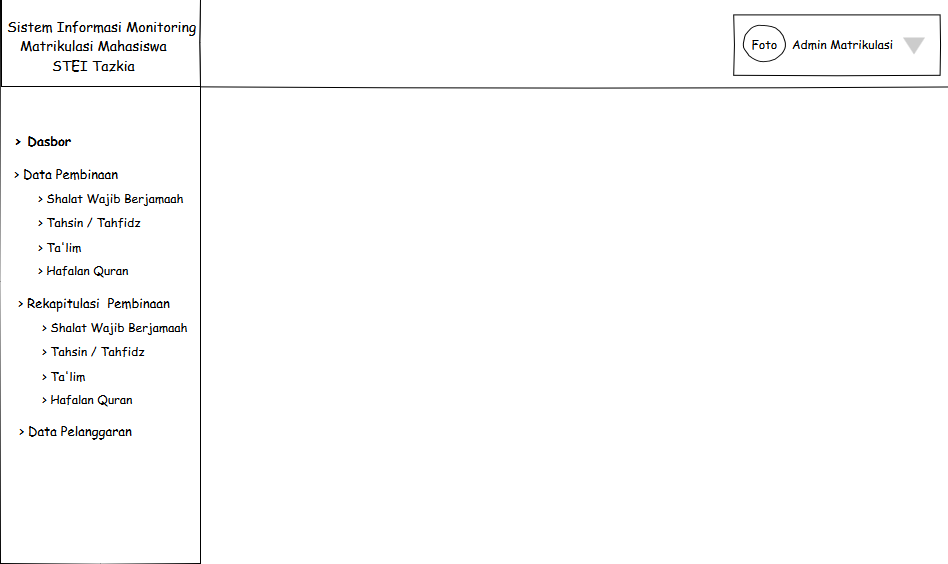 Sistem Informasi Monitoring
Matrikulasi Mahasiswa
STEI Tazkia
Foto Admin Matrikulasi
> Dasbor
> Data Pembinaan
> Shalat Wajib Berjamaah
> Tahsin / Tahfidz
> Ta'lim
> Hafalan Quran
> Rekapitulasi Pembinaan
> Shalat Wajib Berjamaah
> Tahsin / Tahfidz
> Ta'lim
> Hafalan Quran
> Data Pelanggaran